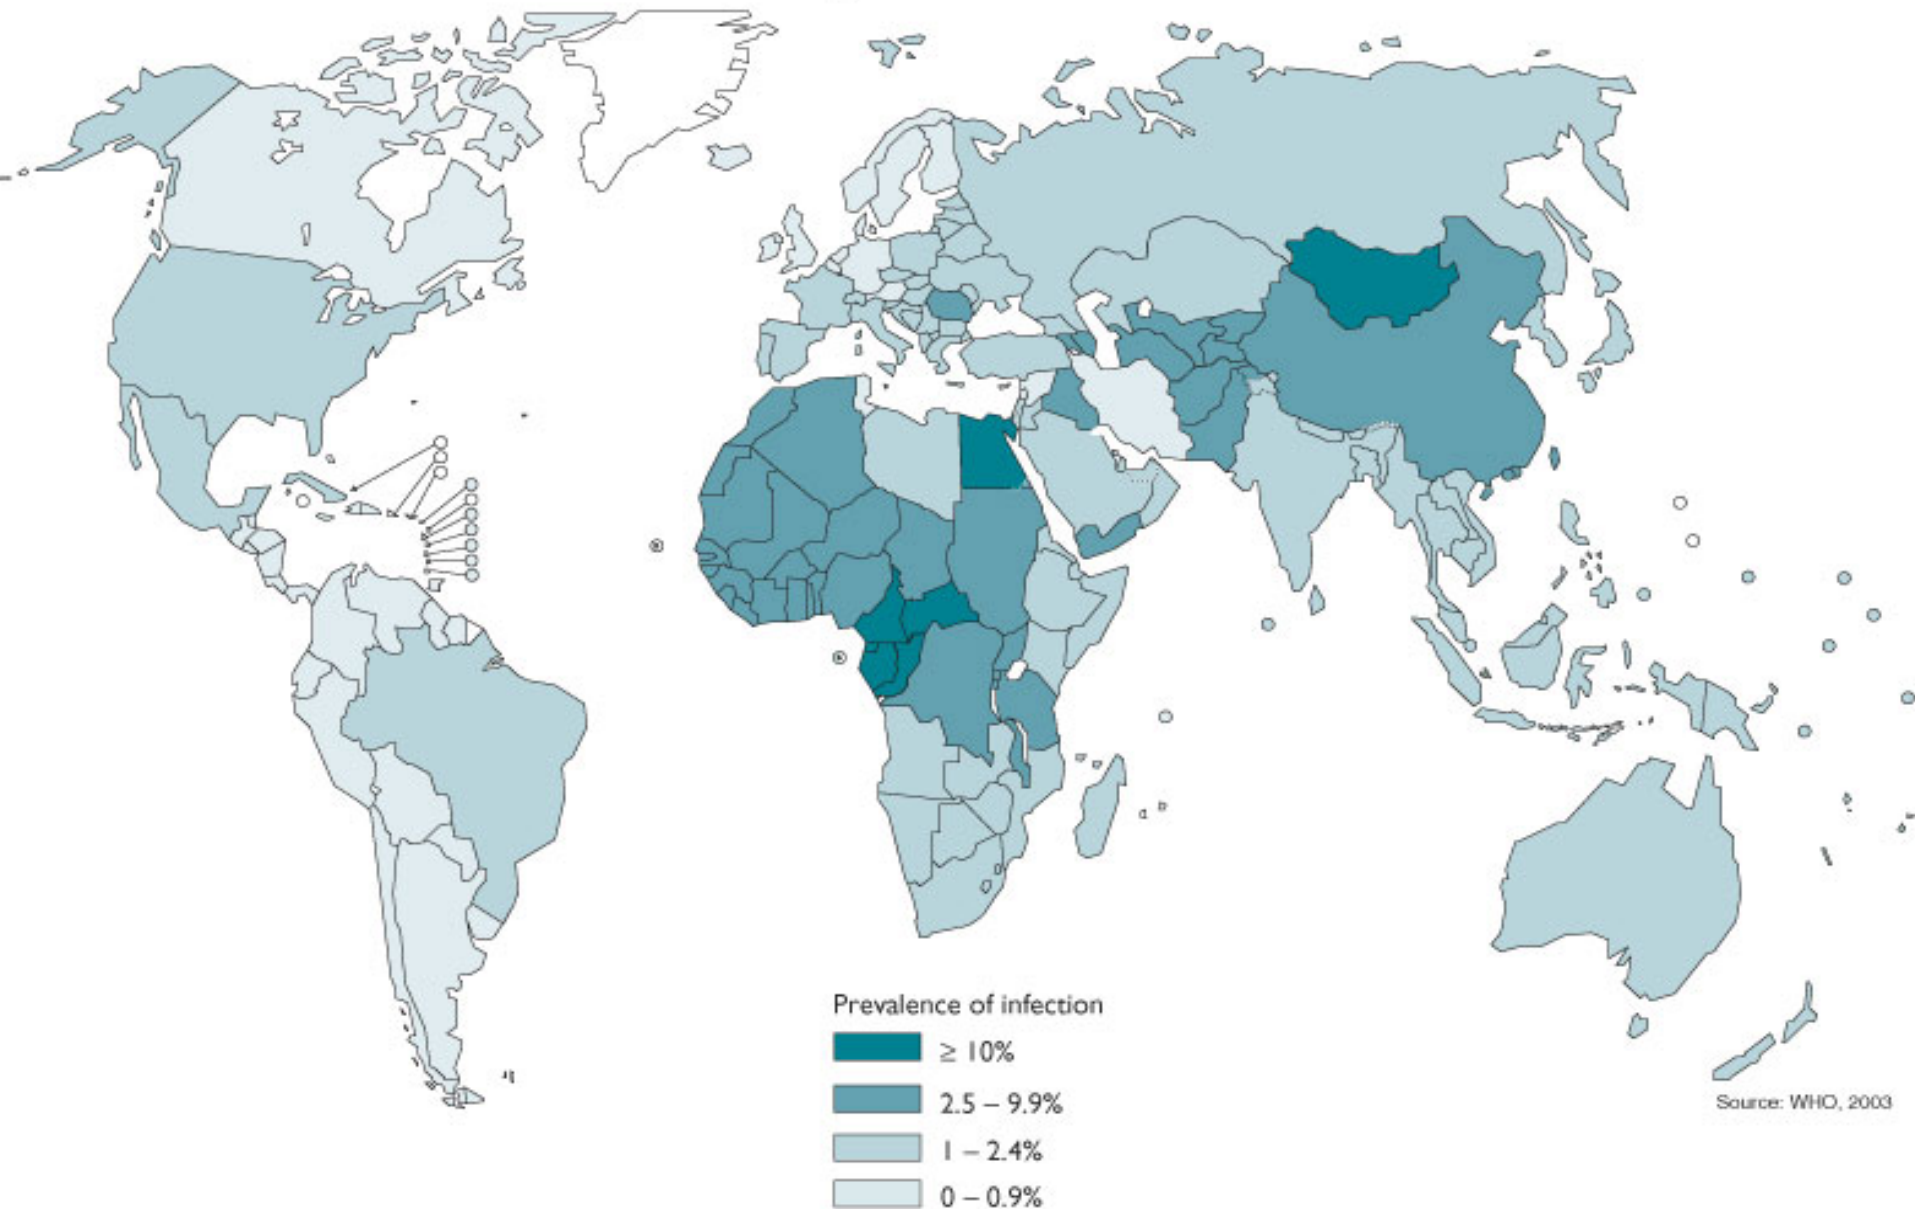 Prevalence of infection
≥ 10%
2.5 – 9.9%
1 – 2.4%
0 – 0.9%
Source: WHO, 2003